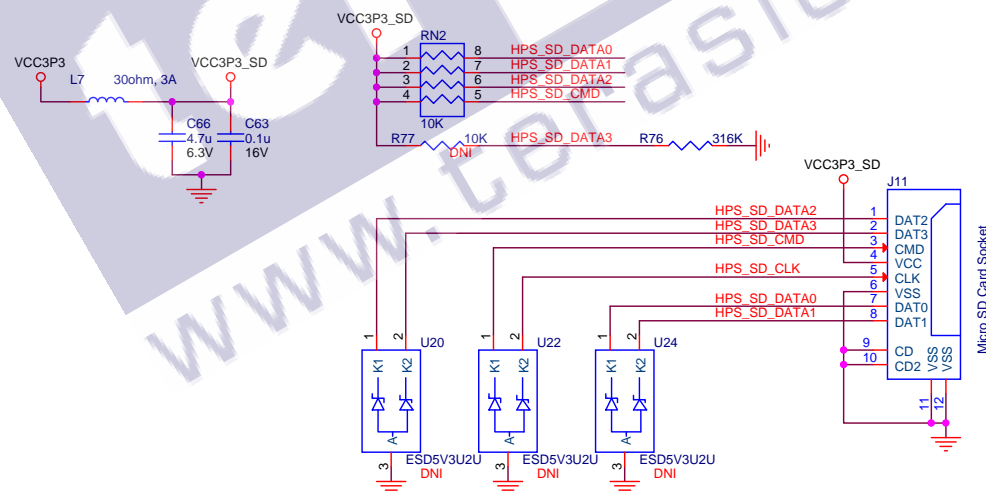 VCC3P3
L7
30ohm, 3A
VCC3P3_SD
C66
4.7u
6.3V
C63
0.1u
16V
VCC3P3_SD
RN2
1 8 HPS_SD_DATA0
2 7 HPS_SD_DATA1
3 6 HPS_SD_DATA2
4 5 HPS_SD_CMD
10K
R77 10K HPS_SD_DATA3 R76 316K
DNI
VCC3P3_SD
J11
HPS_SD_DATA2 1 DAT2
HPS_SD_DATA3 2 DAT3
HPS_SD_CMD 3 CMD
4 VCC
HPS_SD_CLK 5 CLK
6 VSS
HPS_SD_DATA0 7 DAT0
HPS_SD_DATA1 8 DAT1
9 CD
10 CD2
VSS
VSS
11
12
Micro SD Card Socket
1
2
U20
K1
K2
A
3
ESD5V3U2U
DNI
1
2
U22
K1
K2
A
3
ESD5V3U2U
DNI
1
2
U24
K1
K2
A
3
ESD5V3U2U
DNI
www.terasic